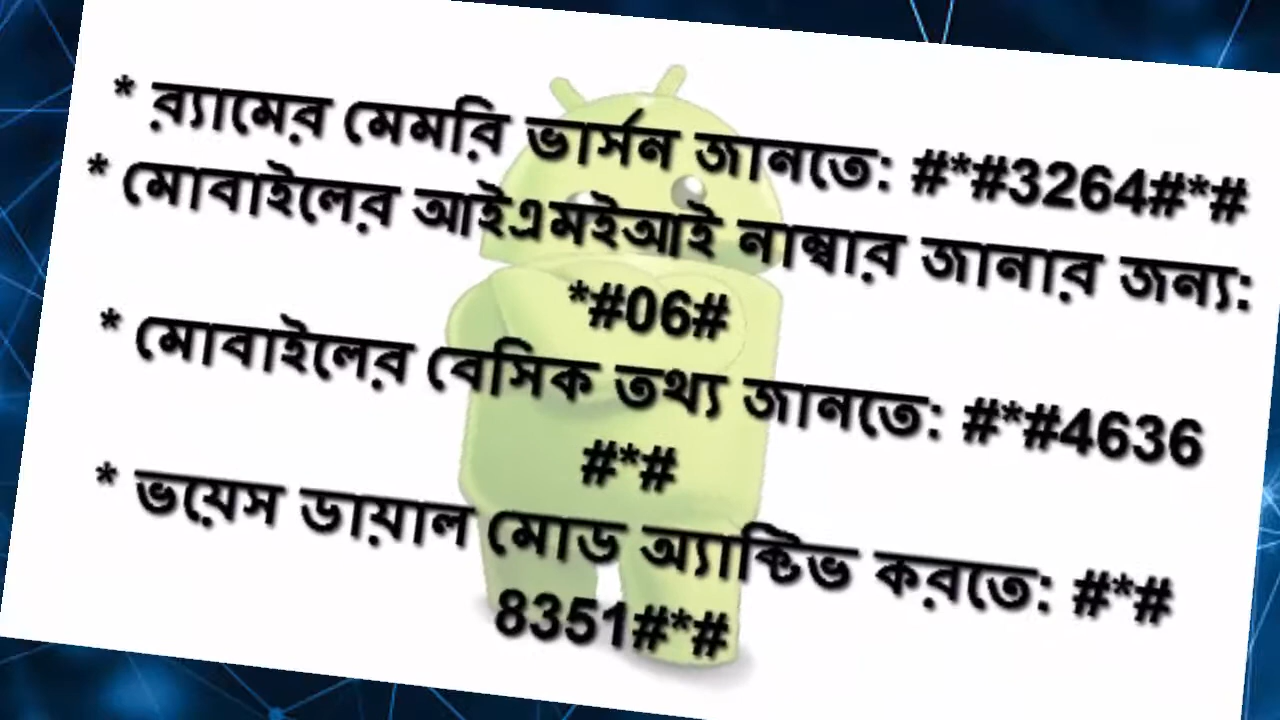 * র‍্যামের মেমরি ভার্সন জানতে: #*#3264#*#
* মোবাইলের আইএমইআই নাম্বার জানার জন্য:
*#06#
* মোবাইলের বেসিক তথ্য জানতে: #*#4636
#*#
* ভয়েস ডায়াল মোড অ্যাক্টিভ করতে: #*#
8351#*#